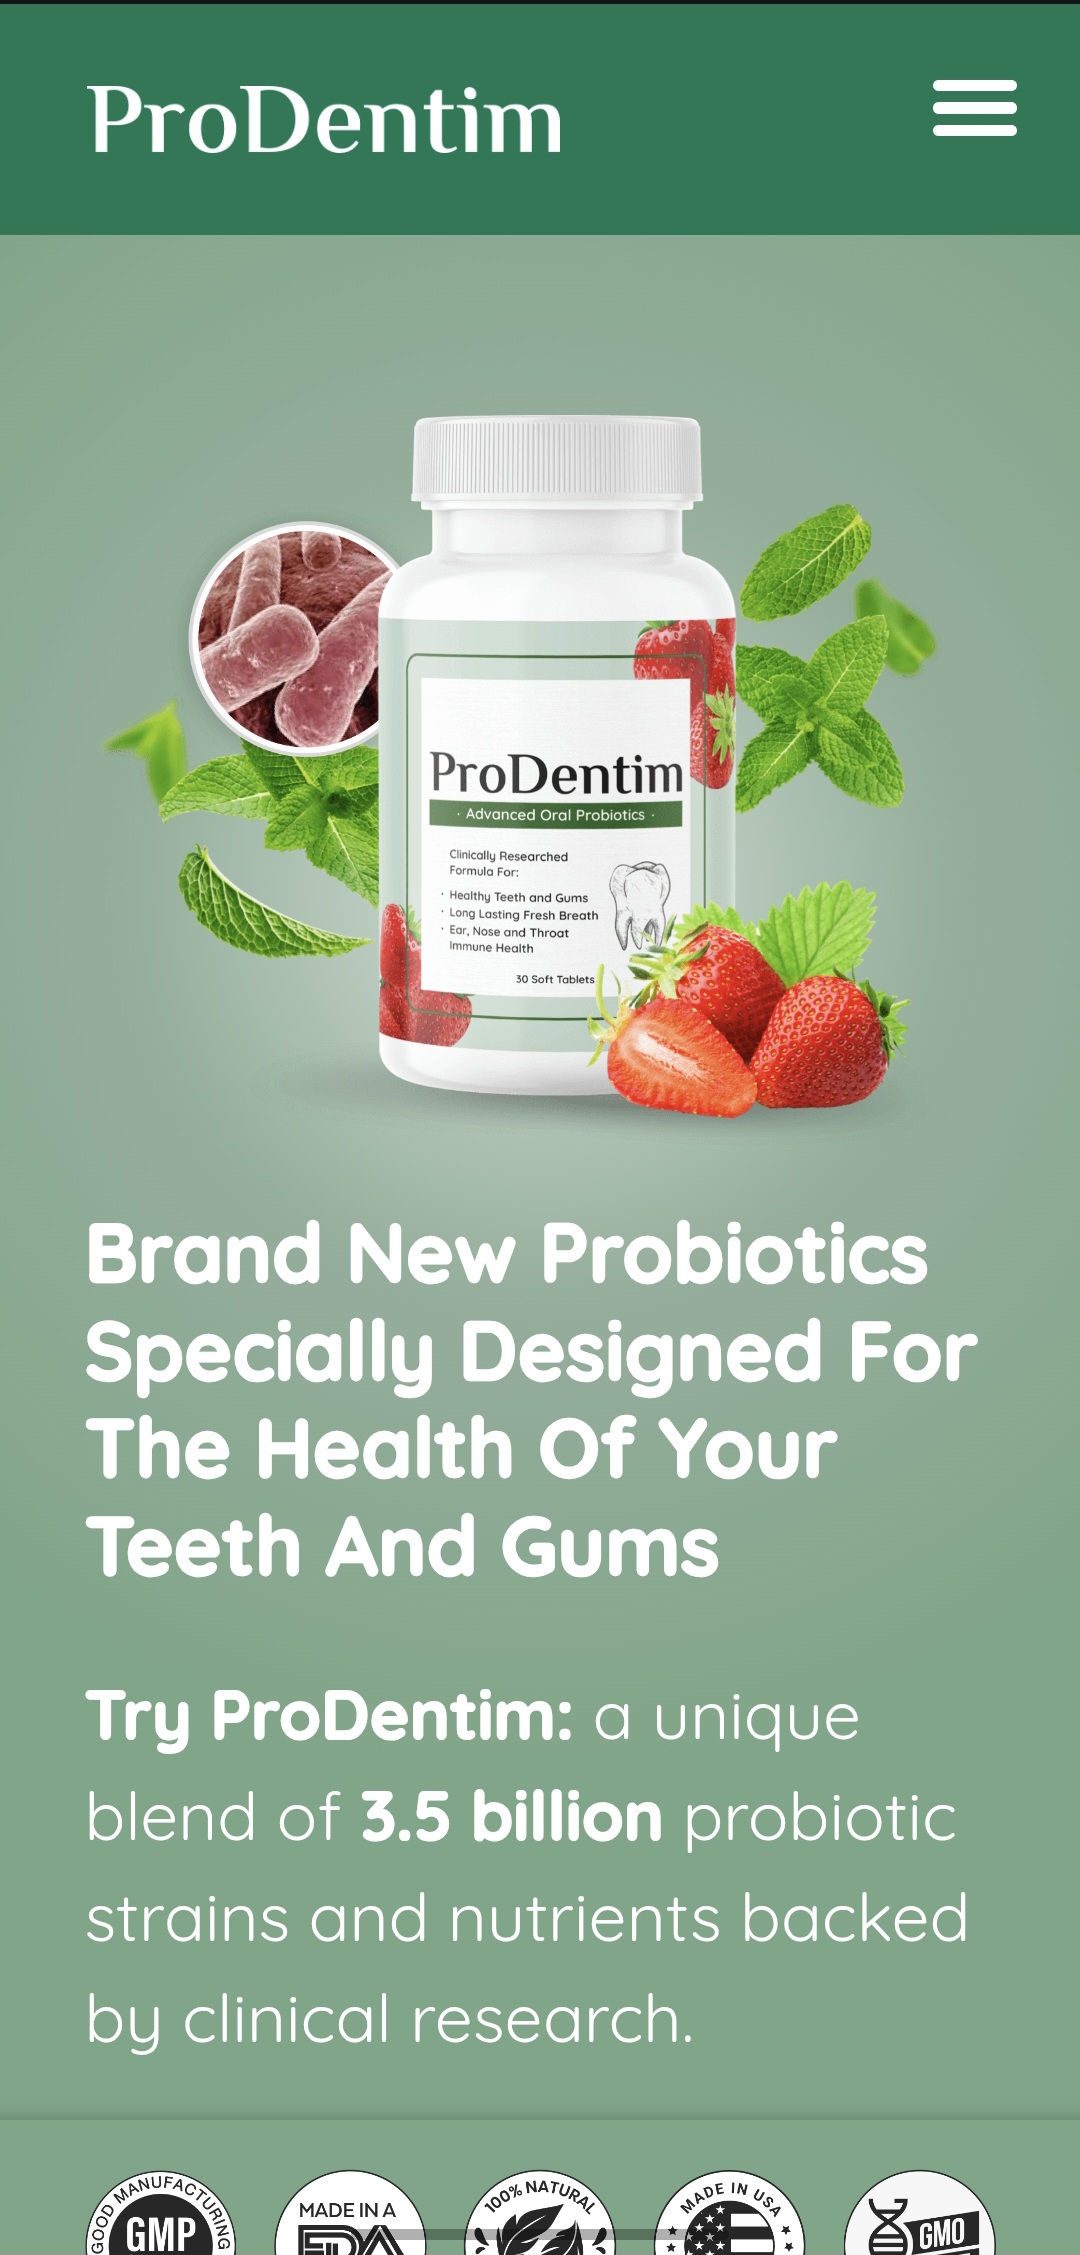 ProDentim
ProDentim
· Advanced Oral Probiotics ·
Clinically Researched
Formula For:
· Healthy Teeth and Gums
· Long Lasting Fresh Breath
· Ear, Nose and Throat
Immune Health
30 Soft Tablets
Brand New Probiotics
Specially Designed For
The Health Of Your
Teeth And Gums
Try ProDentim: a unique
blend of 3.5 billion probiotic
strains and nutrients backed
by clinical research.
GOOD MANUFACTURING
GMP
MADE IN A
FDA
100% NATURAL
MADE IN USA
GMO